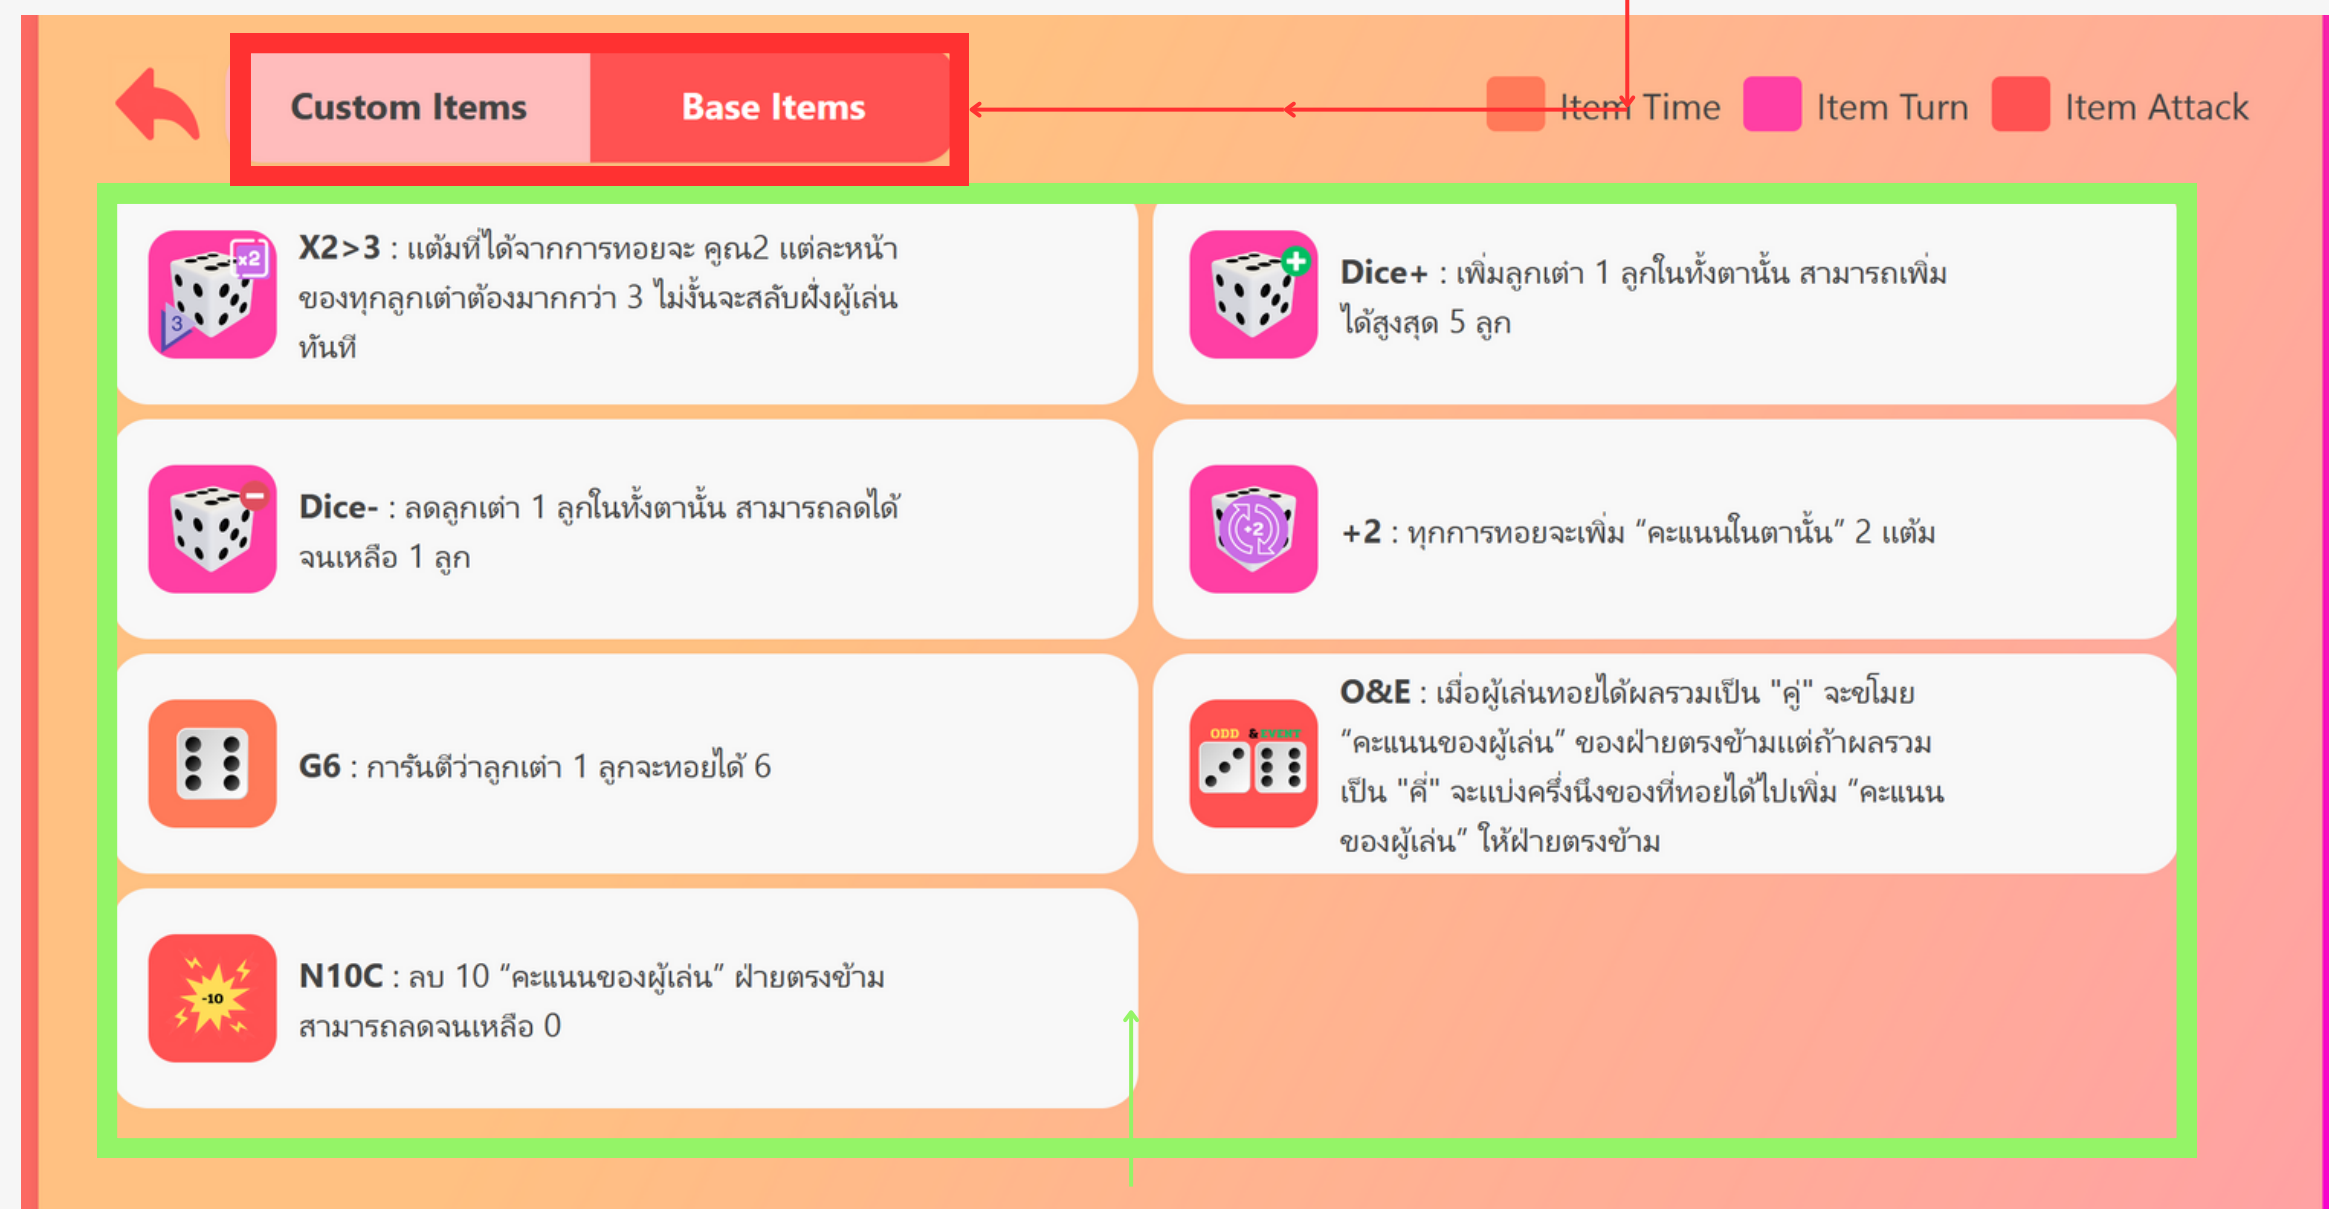 Custom Items
Base Items
Item Time
Item Turn
Item Attack
x2
3
X2>3 : แต้มที่ได้จากการทอยจะ คูณ2 แต่ละหน้า
ของทุกลูกเต๋าต้องมากกว่า 3 ไม่งั้นจะสลับฝั่งผู้เล่น
ทันที
Dice+ : เพิ่มลูกเต๋า 1 ลูกในทั้งตานั้น สามารถเพิ่ม
ได้สูงสุด 5 ลูก
Dice- : ลดลูกเต๋า 1 ลูกในทั้งตานั้น สามารถลดได้
จนเหลือ 1 ลูก
+2
+2 : ทุกการทอยจะเพิ่ม “คะแนนในตานั้น” 2 แต้ม
G6 : การันตีว่าลูกเต๋า 1 ลูกจะทอยได้ 6
ODD & EVENT
O&E : เมื่อผู้เล่นทอยได้ผลรวมเป็น "คู่" จะขโมย
“คะแนนของผู้เล่น” ของฝ่ายตรงข้ามแต่ถ้าผลรวม
เป็น "คี่" จะแบ่งครึ่งนึงของที่ทอยได้ไปเพิ่ม “คะแนน
ของผู้เล่น” ให้ฝ่ายตรงข้าม
-10
N10C : ลบ 10 “คะแนนของผู้เล่น” ฝ่ายตรงข้าม
สามารถลดจนเหลือ 0